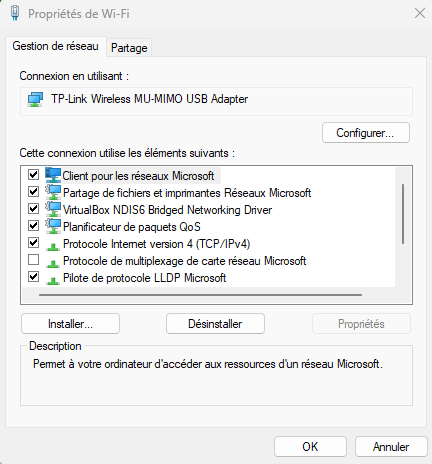 Propriétés de Wi-Fi
Gestion de réseau
Partage
Connexion en utilisant :
TP-Link Wireless MU-MIMO USB Adapter
Configurer...
Cette connexion utilise les éléments suivants :
Client pour les réseaux Microsoft
Partage de fichiers et imprimantes Réseaux Microsoft
VirtualBox NDIS6 Bridged Networking Driver
Planificateur de paquets QoS
Protocole Internet version 4 (TCP/IPv4)
Protocole de multiplexage de carte réseau Microsoft
Pilote de protocole LLDP Microsoft
Installer...
Désinstaller
Propriétés
Description
Permet à votre ordinateur d'accéder aux ressources d'un réseau Microsoft.
OK
Annuler